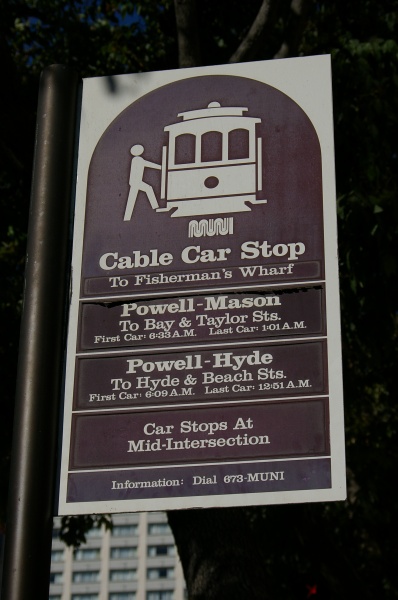 MUNI
Cable Car Stop
To Fisherman's Wharf
Powell-Mason
To Bay & Taylor Sts.
First Car: 6:33 A.M. Last Car: 1:01 A.M.
Powell-Hyde
To Hyde & Beach Sts.
First Car: 6:09 A.M. Last Car: 12:51 A.M.
Car Stops At
Mid-Intersection
Information: Dial 673-MUNI